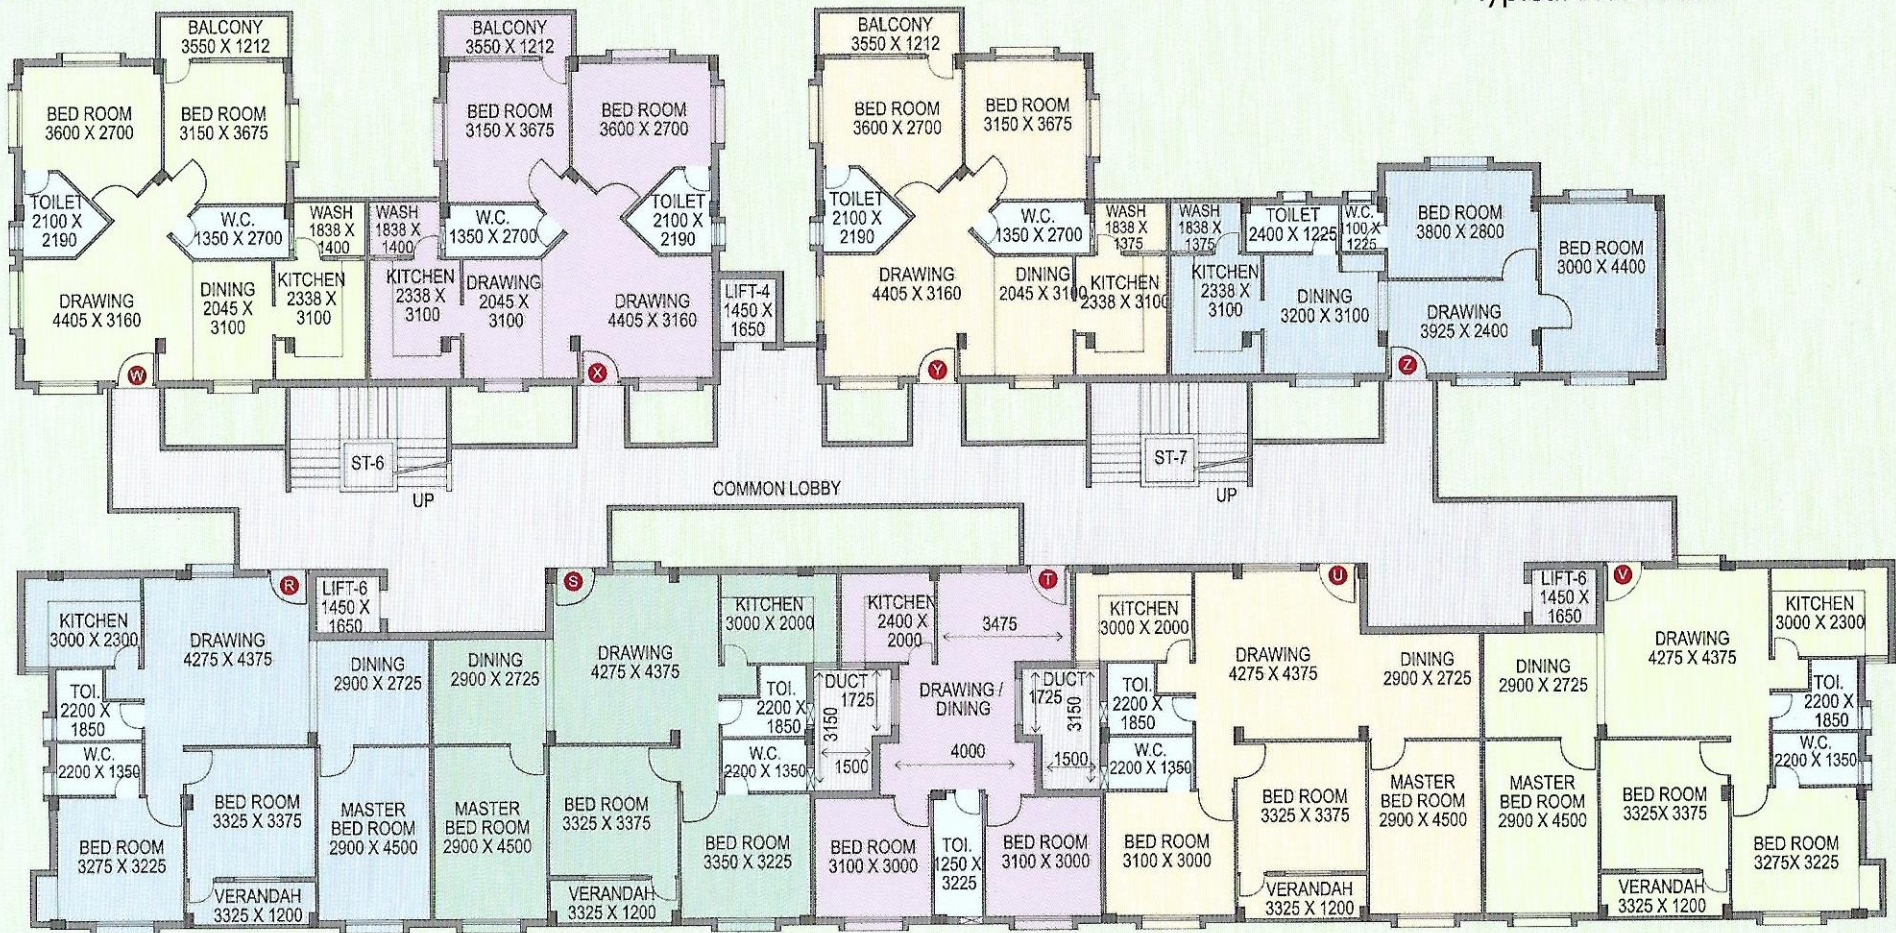 BALCONY
3550 X 1212
BED ROOM
3600 X 2700
BED ROOM
3150 X 3675
TOILET
2100 X
2190
W.C.
1350 X 2700
WASH
1838 X
1400
DRAWING
4405 X 3160
DINING
2045 X
3100
KITCHEN
2338 X
3100
W
BALCONY
3550 X 1212
BED ROOM
3150 X 3675
BED ROOM
3600 X 2700
WASH
1838 X
1400
W.C.
1350 X 2700
TOILET
2100 X
2190
KITCHEN
2338 X
3100
DRAWING
2045 X
3100
DRAWING
4405 X 3160
X
LIFT-4
1450 X
1650
BALCONY
3550 X 1212
BED ROOM
3600 X 2700
BED ROOM
3150 X 3675
TOILET
2100 X
2190
W.C.
1350 X 2700
WASH
1838 X
1375
DRAWING
4405 X 3160
DINING
2045 X 3100
KITCHEN
2338 X 3100
Y
WASH
1838 X
1375
TOILET
2400 X 1225
W.C.
1100 X
1225
BED ROOM
3800 X 2800
BED ROOM
3000 X 4400
KITCHEN
2338 X
3100
DINING
3200 X 3100
DRAWING
3925 X 2400
Z
ST-6
UP
COMMON LOBBY
ST-7
UP
R
LIFT-6
1450 X
1650
KITCHEN
3000 X 2300
DRAWING
4275 X 4375
DINING
2900 X 2725
TOI.
2200 X
1850
W.C.
2200 X 1350
BED ROOM
3275 X 3225
BED ROOM
3325 X 3375
MASTER
BED ROOM
2900 X 4500
VERANDAH
3325 X 1200
S
DINING
2900 X 2725
DRAWING
4275 X 4375
KITCHEN
3000 X 2000
TOI.
2200 X
1850
W.C.
2200 X 1350
MASTER
BED ROOM
2900 X 4500
BED ROOM
3325 X 3375
BED ROOM
3350 X 3225
VERANDAH
3325 X 1200
T
KITCHEN
2400 X
2000
3475
DUCT
1725
3150
1500
DRAWING /
DINING
4000
DUCT
1725
3150
1500
BED ROOM
3100 X 3000
TOI.
1250 X
3225
BED ROOM
3100 X 3000
U
KITCHEN
3000 X 2000
DRAWING
4275 X 4375
DINING
2900 X 2725
TOI.
2200 X
1850
W.C.
2200 X 1350
BED ROOM
3100 X 3000
BED ROOM
3325 X 3375
MASTER
BED ROOM
2900 X 4500
VERANDAH
3325 X 1200
LIFT-6
1450 X
1650
V
DINING
2900 X 2725
DRAWING
4275 X 4375
KITCHEN
3000 X 2300
TOI.
2200 X
1850
W.C.
2200 X 1350
MASTER
BED ROOM
2900 X 4500
BED ROOM
3325X 3375
BED ROOM
3275X 3225
VERANDAH
3325 X 1200